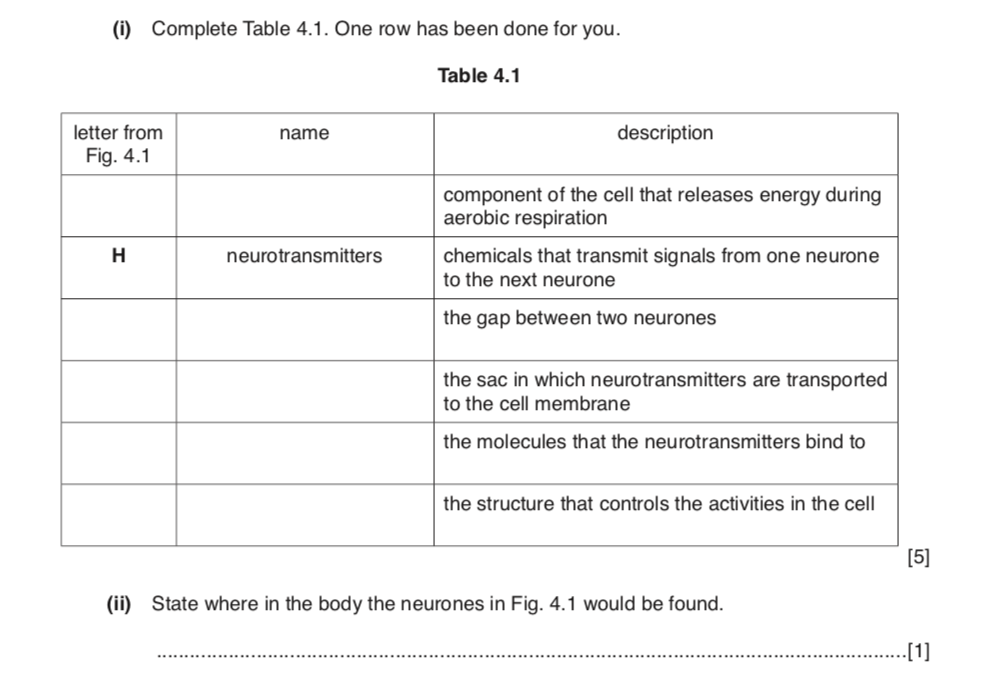 (i) Complete Table 4.1. One row has been done for you.
Table 4.1
letter from
Fig. 4.1
name
description
component of the cell that releases energy during
aerobic respiration
H
neurotransmitters
chemicals that transmit signals from one neurone
to the next neurone
the gap between two neurones
the sac in which neurotransmitters are transported
to the cell membrane
the molecules that the neurotransmitters bind to
the structure that controls the activities in the cell
[5]
(ii) State where in the body the neurones in Fig. 4.1 would be found.
[1]